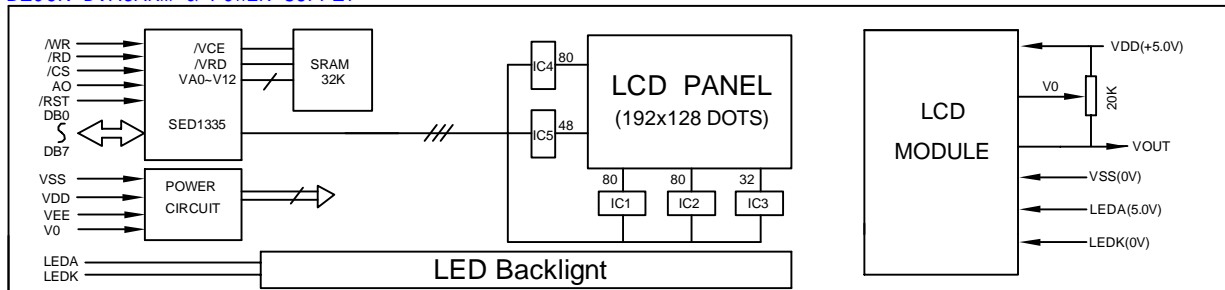 /WR
/RD
/CS
AO
/RST
DB0
DB7
/VCE
/VRD
VA0~V12
SED1335
SRAM
32K
VSS
VDD
VEE
V0
POWER
CIRCUIT
LEDA
LEDK
LED Backlignt
IC4
80
IC5
48
LCD PANEL
(192x128 DOTS)
80
80
32
IC1
IC2
IC3
LCD
MODULE
VDD(+5.0V)
V0
20K
VOUT
VSS(0V)
LEDA(5.0V)
LEDK(0V)